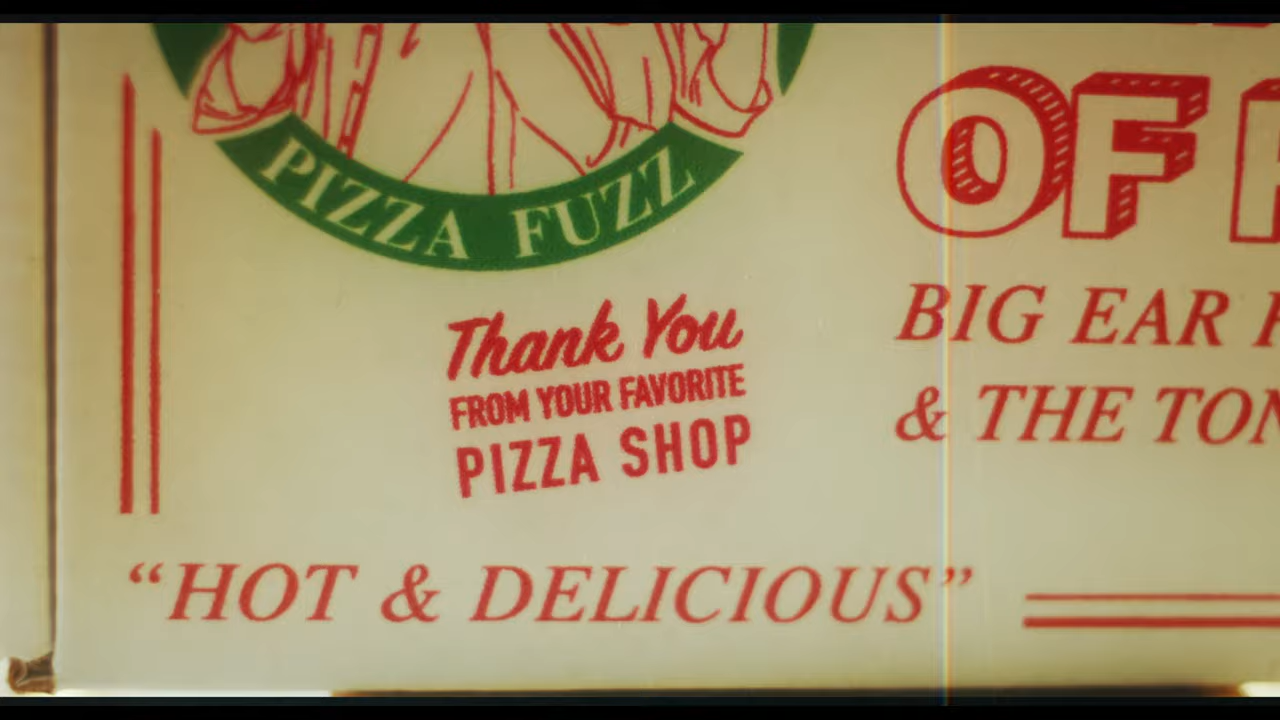 PIZZA FUZZ
Thank You
FROM YOUR FAVORITE
PIZZA SHOP
"HOT & DELICIOUS"
OF
BIG EAR
& THE